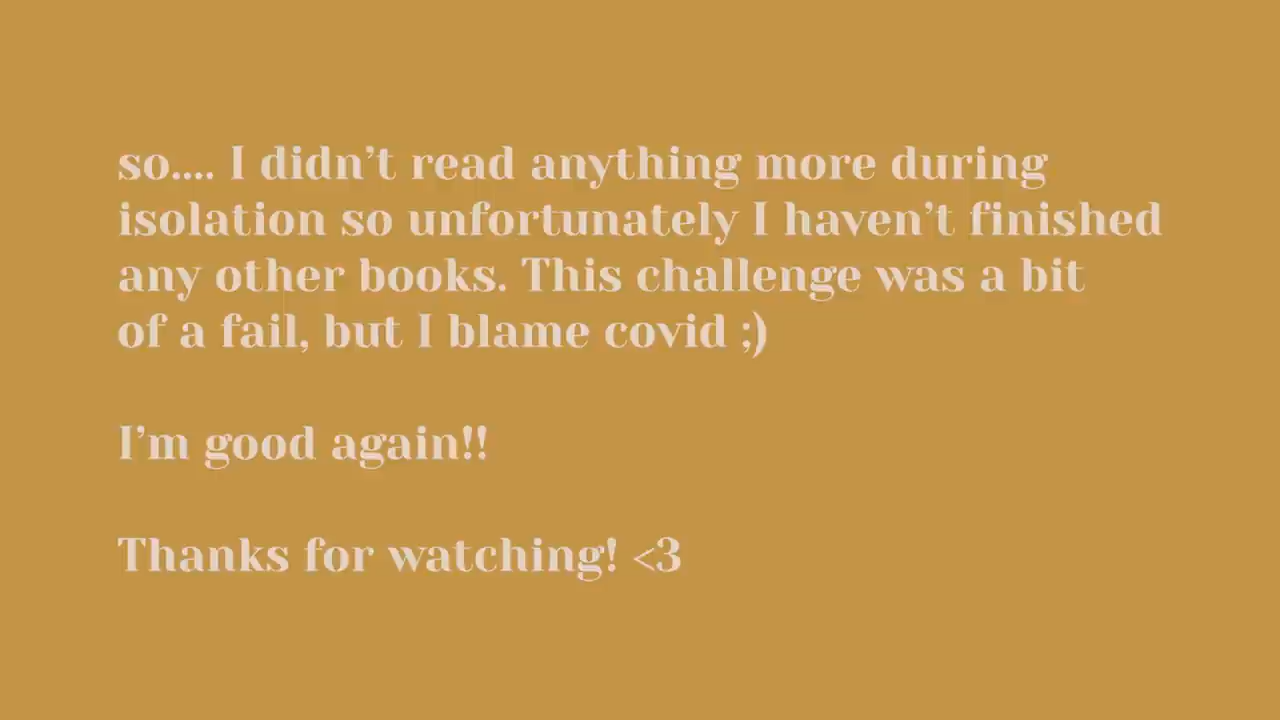 so.... I didn’t read anything more during
isolation so unfortunately I haven’t finished
any other books. This challenge was a bit
of a fail, but I blame covid ;)
I’m good again!!
Thanks for watching! <3